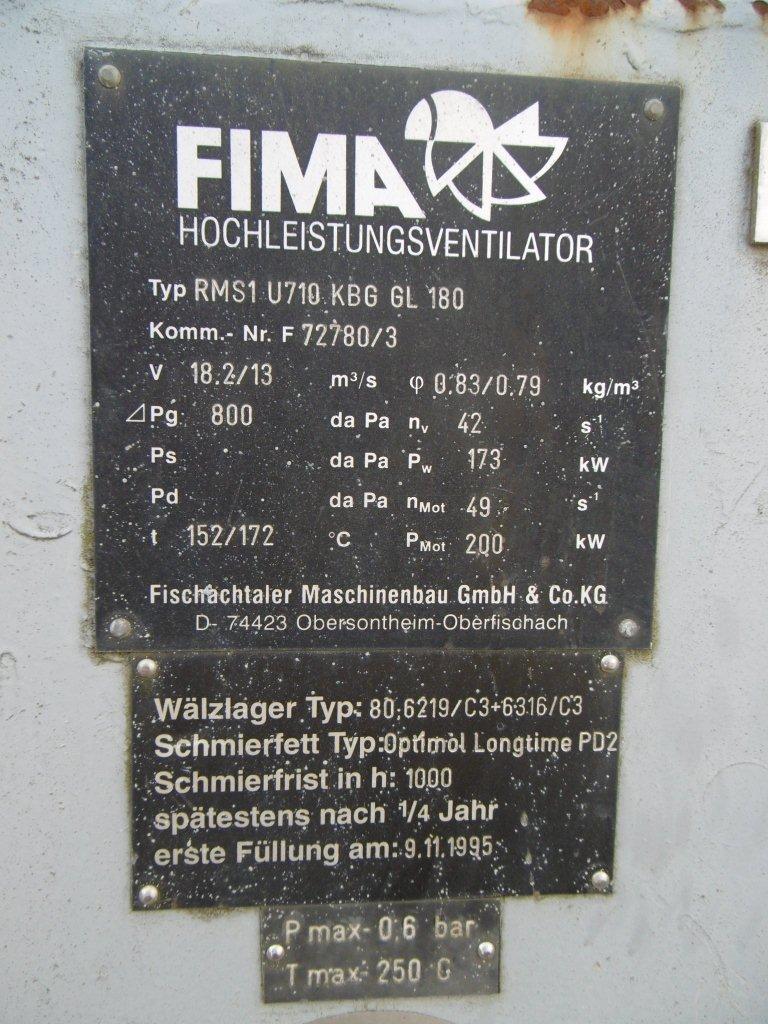 FIMA
HOCHLEISTUNGSVENTILATOR
Typ RMS1 U710 KBG GL 180
Komm.- Nr. F 72780/3
V 18.2/13 m³/s φ 0.83/0.79 kg/m³
⊿Pg 800 da Pa nv 42 s⁻¹
Ps da Pa Pw 173 kW
Pd da Pa nMot 49 s⁻¹
t 152/172 °C PMot 200 kW
Fischachtaler Maschinenbau GmbH & Co.KG
D- 74423 Obersontheim-Oberfischach
Wälzlager Typ: 80.6219/C3+6316/C3
Schmierfett Typ: Optimol Longtime PD2
Schmierfrist in h: 1000
spätestens nach 1/4 Jahr
erste Füllung am: 9.11.1995
P max- 0.6 bar
T max- 250 C